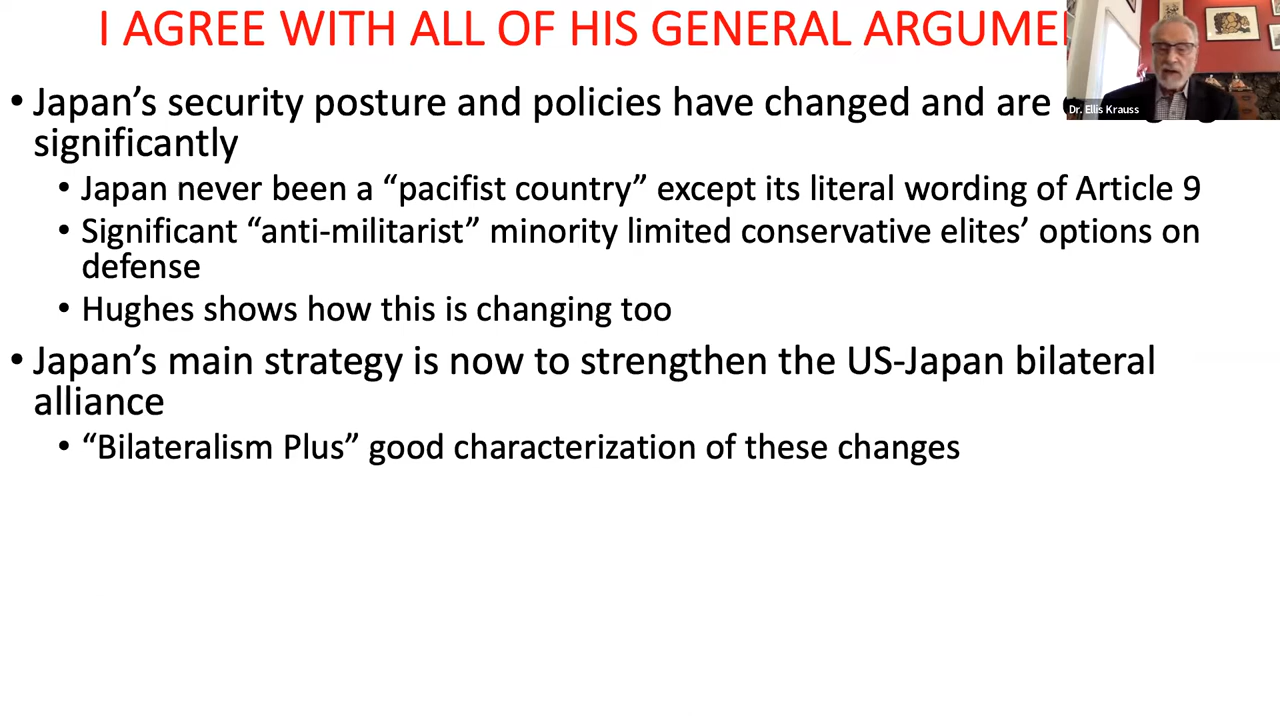 I AGREE WITH ALL OF HIS GENERAL
• Japan's security posture and policies have changed and are
significantly
• Japan never been a “pacifist country” except its literal wording of Article 9
• Significant “anti-militarist” minority limited conservative elites’ options on
defense
• Hughes shows how this is changing too
• Japan’s main strategy is now to strengthen the US-Japan bilateral
alliance
• “Bilateralism Plus” good characterization of these changes
Dr. Ellis Krauss